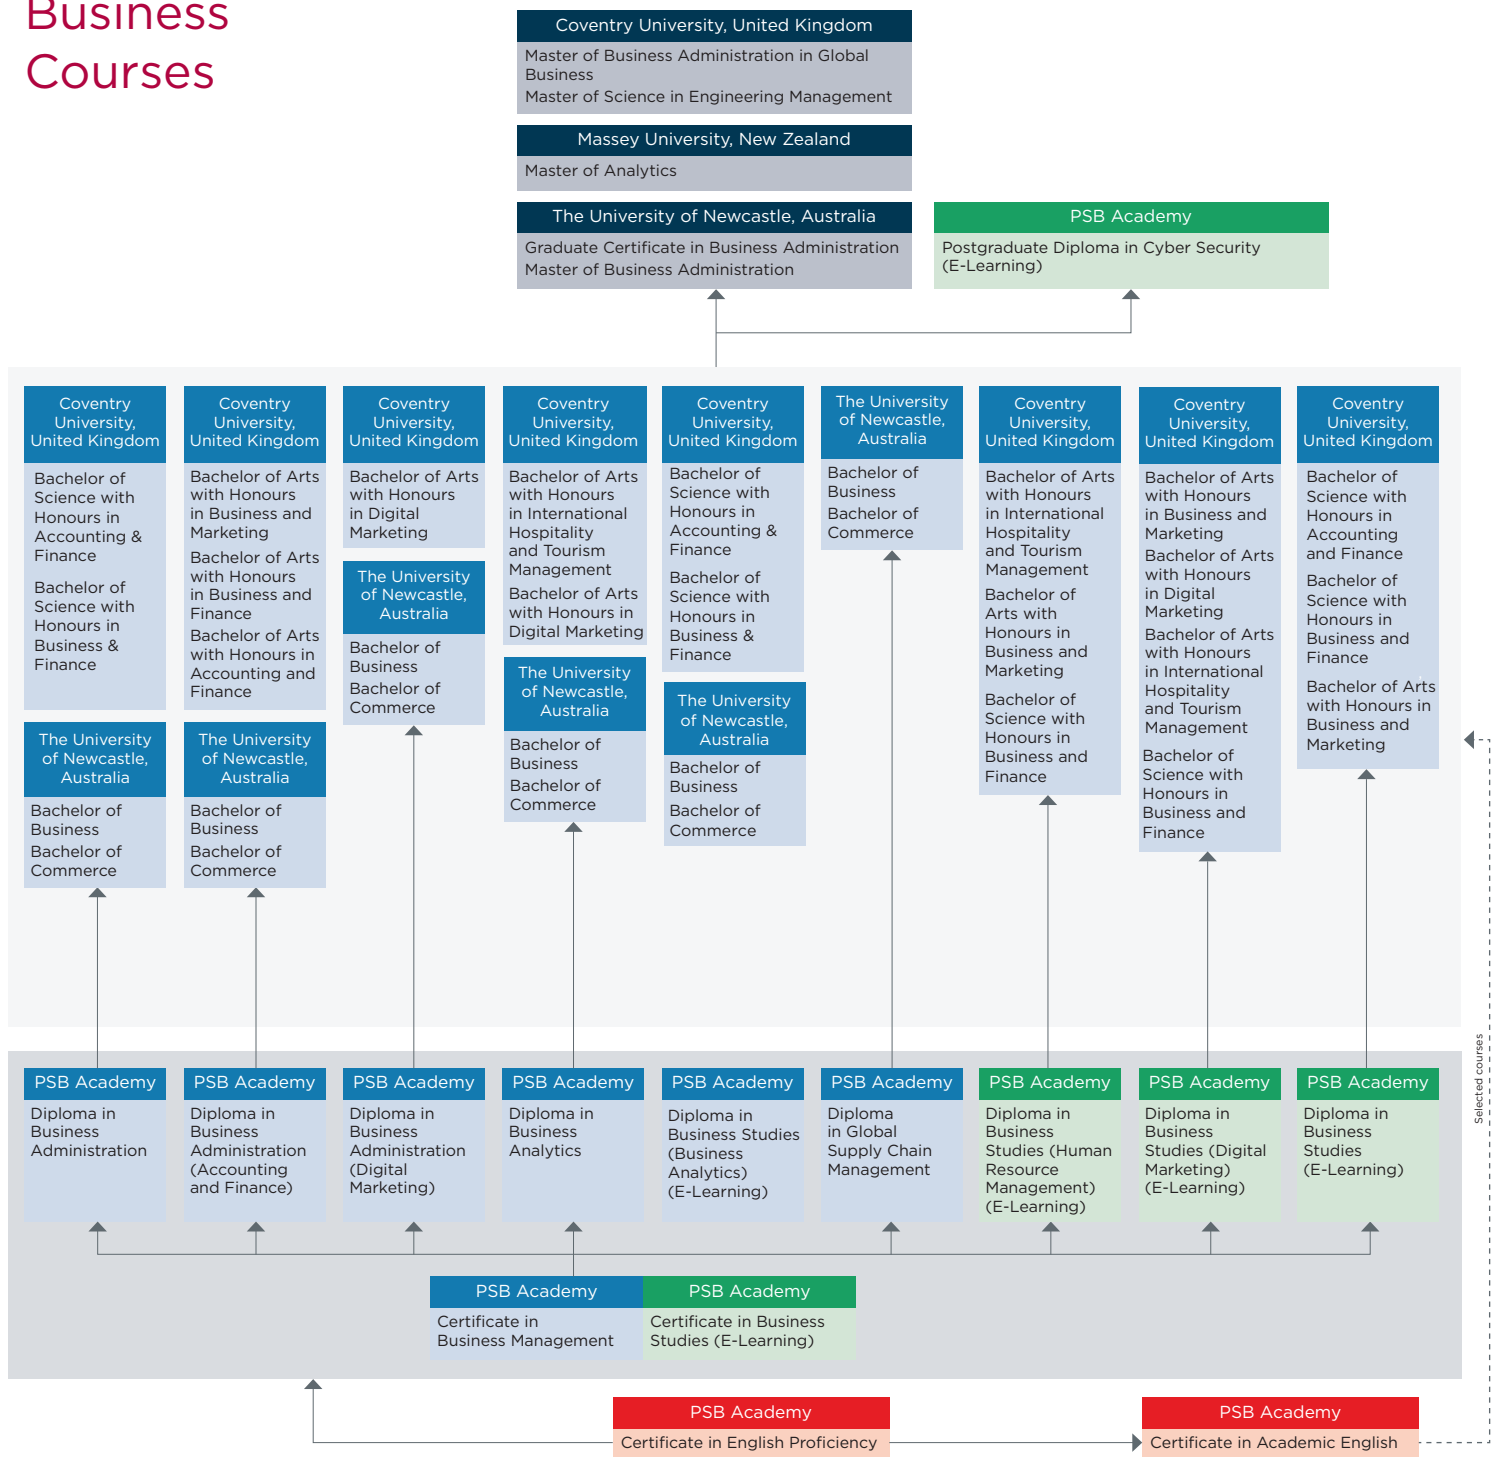 Business
Courses
Coventry University, United Kingdom
Master of Business Administration in Global
Business
Master of Science in Engineering Management
Massey University, New Zealand
Master of Analytics
The University of Newcastle, Australia
Graduate Certificate in Business Administration
Master of Business Administration
PSB Academy
Postgraduate Diploma in Cyber Security
(E-Learning)
Coventry
University,
United Kingdom
Bachelor of
Science with
Honours in
Accounting &
Finance
Bachelor of
Science with
Honours in
Business &
Finance
The University
of Newcastle,
Australia
Bachelor of
Business
Bachelor of
Commerce
Coventry
University,
United Kingdom
Bachelor of Arts
with Honours
in Business and
Marketing
Bachelor of Arts
with Honours
in Business and
Finance
Bachelor of Arts
with Honours in
Accounting and
Finance
The University
of Newcastle,
Australia
Bachelor of
Business
Bachelor of
Commerce
Coventry
University,
United Kingdom
Bachelor of Arts
with Honours
in Digital
Marketing
The University
of Newcastle,
Australia
Bachelor of
Business
Bachelor of
Commerce
Coventry
University,
United Kingdom
Bachelor of Arts
with Honours
in International
Hospitality
and Tourism
Management
Bachelor of Arts
with Honours in
Digital Marketing
The University
of Newcastle,
Australia
Bachelor of
Business
Bachelor of
Commerce
Coventry
University,
United Kingdom
Bachelor of
Science with
Honours in
Accounting &
Finance
Bachelor of
Science with
Honours in
Business &
Finance
The University
of Newcastle,
Australia
Bachelor of
Business
Bachelor of
Commerce
The University
of Newcastle,
Australia
Bachelor of
Business
Bachelor of
Commerce
Coventry
University,
United Kingdom
Bachelor of Arts
with Honours
in International
Hospitality
and Tourism
Management
Bachelor of
Arts with
Honours in
Business and
Marketing
Bachelor of
Science with
Honours in
Business and
Finance
Coventry
University,
United Kingdom
Bachelor of Arts
with Honours
in Business and
Marketing
Bachelor of Arts
with Honours
in Digital
Marketing
Bachelor of Arts
with Honours
in International
Hospitality
and Tourism
Management
Bachelor of
Science with
Honours in
Business and
Finance
Coventry
University,
United Kingdom
Bachelor of
Science with
Honours in
Accounting
and Finance
Bachelor of
Science with
Honours in
Business and
Finance
Bachelor of Arts
with Honours in
Business and
Marketing
Selected courses
PSB Academy
Diploma in
Business
Administration
PSB Academy
Diploma in
Business
Administration
(Accounting
and Finance)
PSB Academy
Diploma in
Business
Administration
(Digital
Marketing)
PSB Academy
Diploma in
Business
Analytics
PSB Academy
Diploma in
Business Studies
(Business
Analytics)
(E-Learning)
PSB Academy
Diploma
in Global
Supply Chain
Management
PSB Academy
Diploma in
Business
Studies (Human
Resource
Management)
(E-Learning)
PSB Academy
Diploma in
Business
Studies (Digital
Marketing)
(E-Learning)
PSB Academy
Diploma in
Business
Studies
(E-Learning)
PSB Academy
Certificate in
Business Management
PSB Academy
Certificate in Business
Studies (E-Learning)
PSB Academy
Certificate in English Proficiency
PSB Academy
Certificate in Academic English